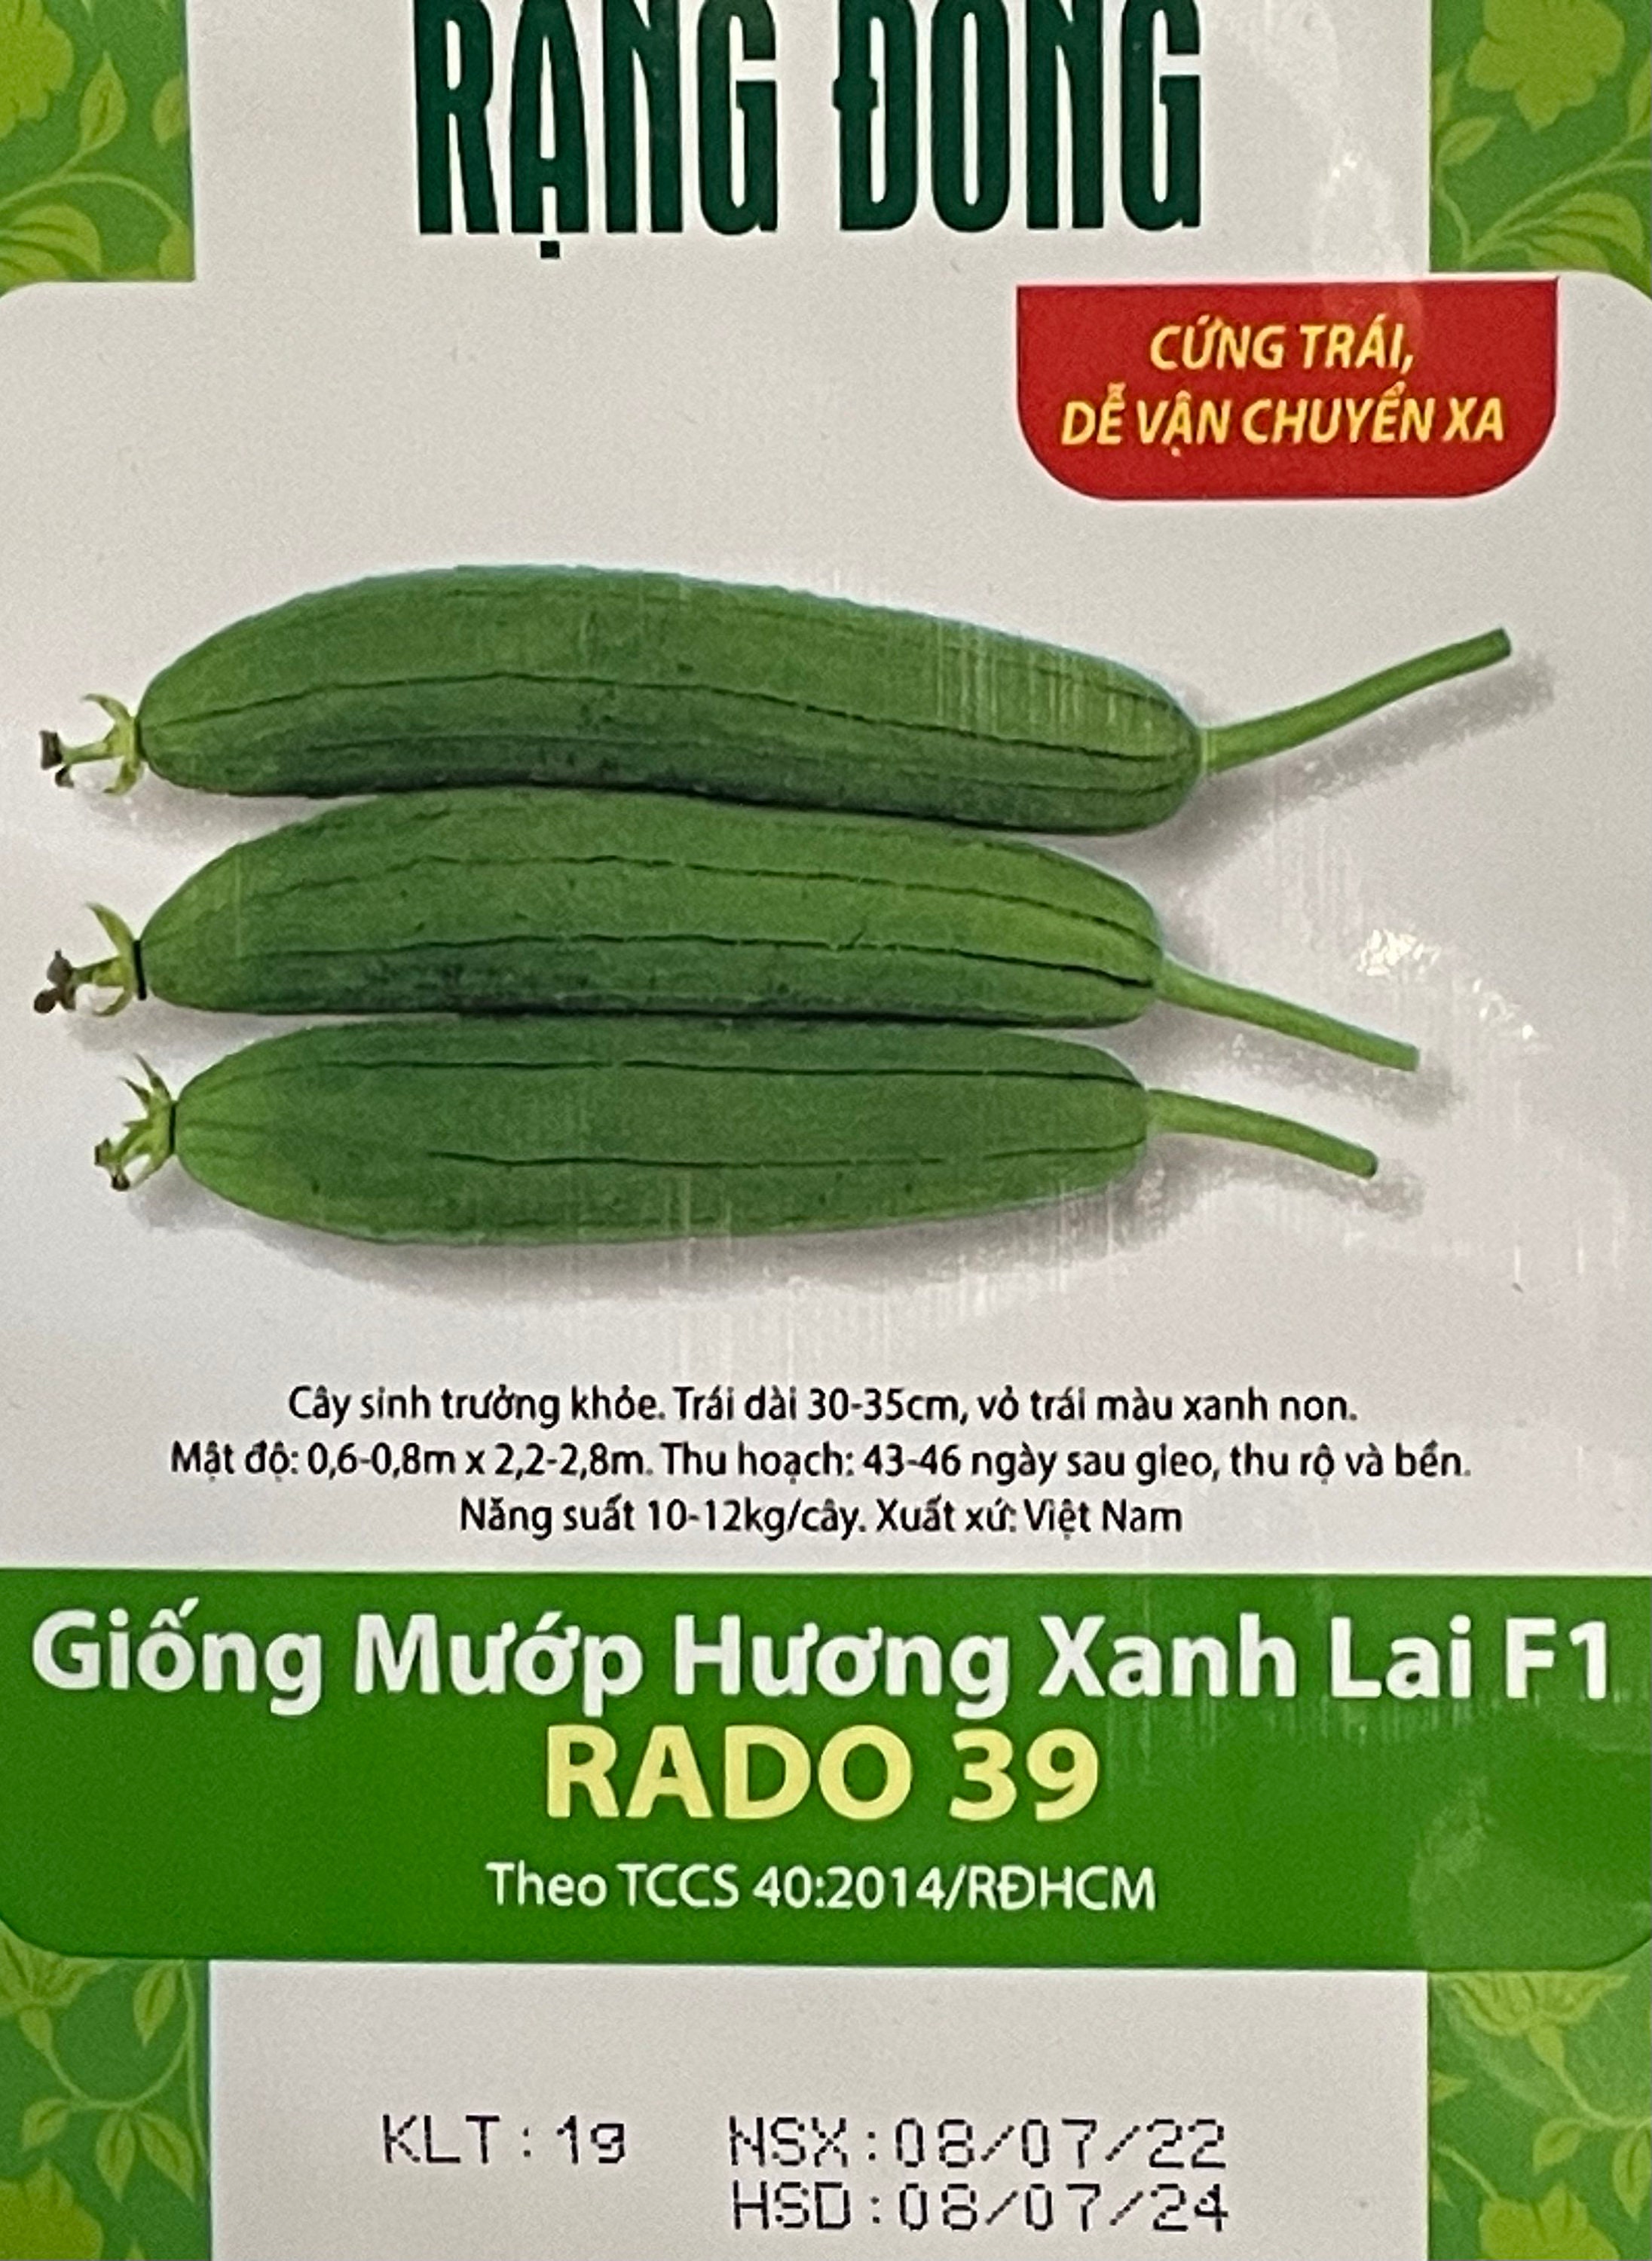 RẠNG ĐÔNG
CỨNG TRÁI,
DỄ VẬN CHUYỂN XA
Cây sinh trưởng khỏe. Trái dài 30-35cm, vỏ trái màu xanh non.
Mật độ: 0,6-0,8m x 2,2-2,8m. Thu hoạch: 43-46 ngày sau gieo, thu rộ và bền.
Năng suất 10-12kg/cây. Xuất xứ: Việt Nam
Giống Mướp Hương Xanh Lai F1
RADO 39
Theo TCCS 40:2014/RĐHCM
KLT:1g NSX:08/07/22
HSD:08/07/24